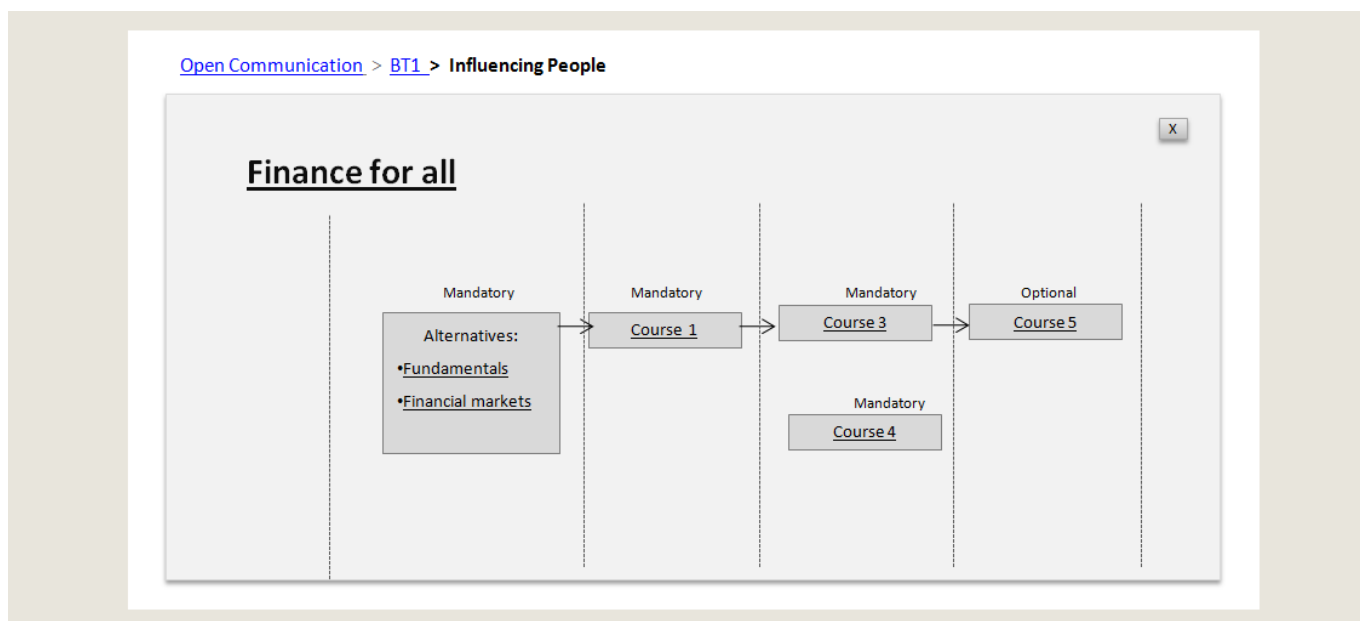 Open Communication > BT1 > Influencing People
X
Finance for all
Mandatory
Alternatives:
•Fundamentals
•Financial markets
Mandatory
Course 1
Mandatory
Course 3
Mandatory
Course 4
Optional
Course 5